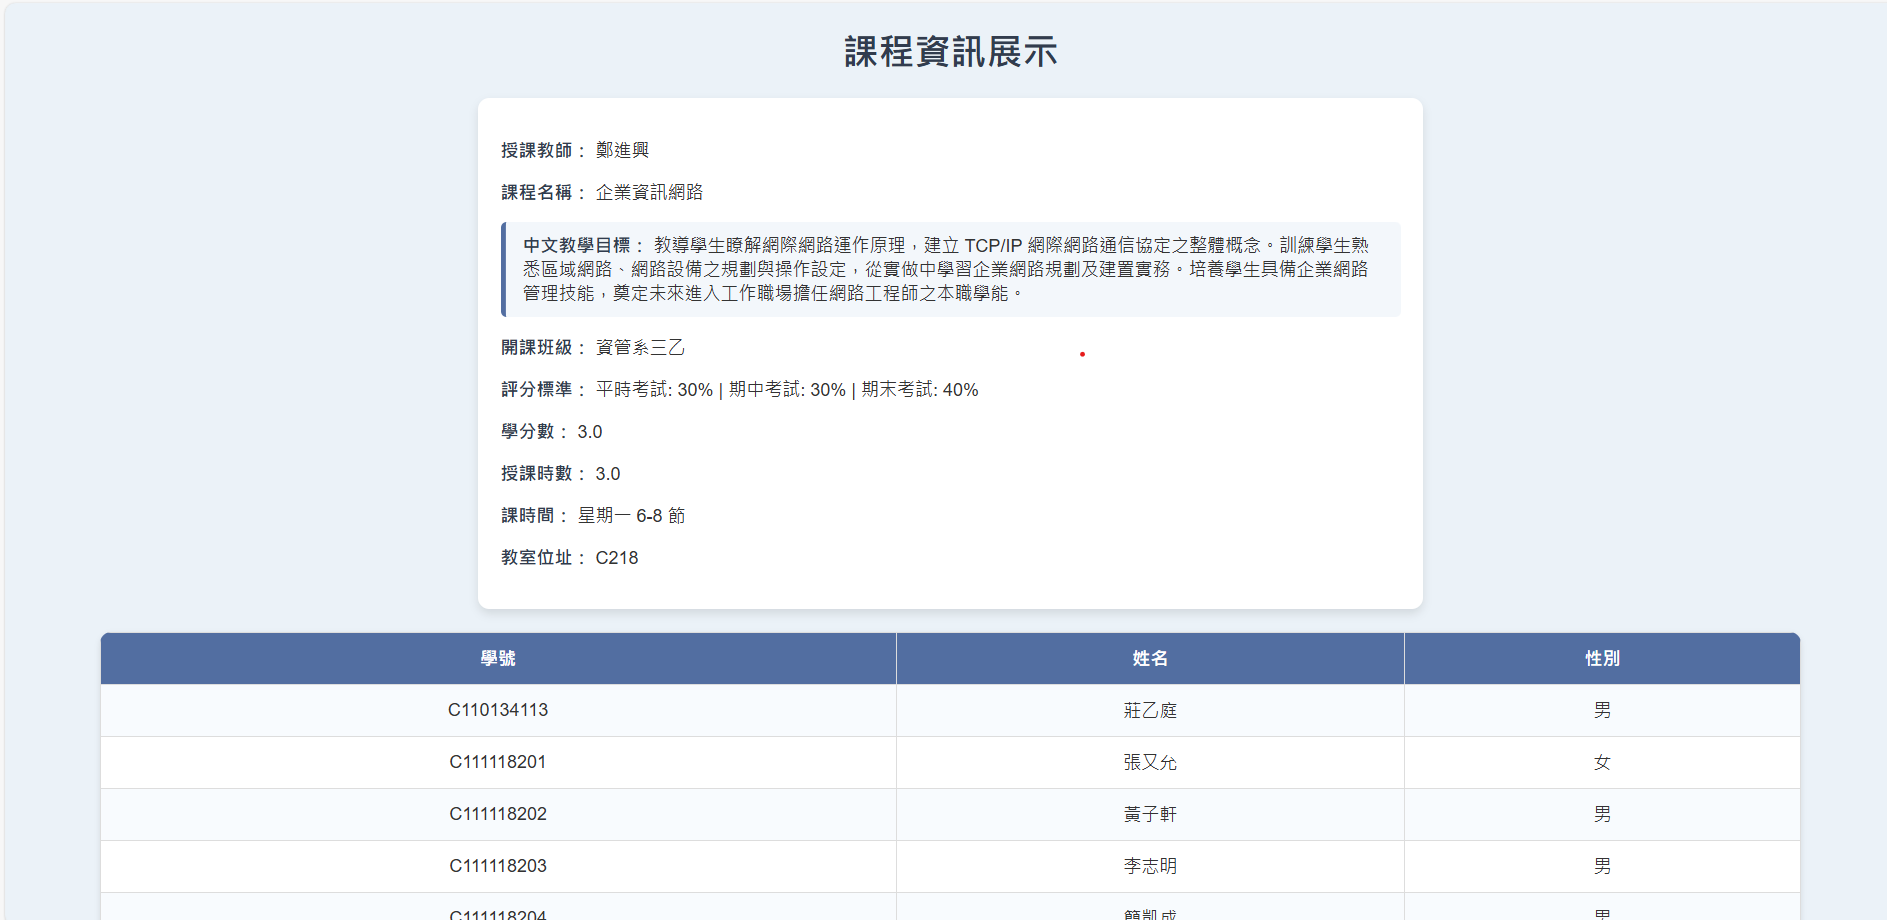 課程資訊展示
授課教師： 鄭進興
課程名稱： 企業資訊網路
中文教學目標： 教導學生瞭解網際網路運作原理，建立 TCP/IP 網際網路通信協定之整體概念。訓練學生熟
悉區域網路、網路設備之規劃與操作設定，從實做中學習企業網路規劃及建置實務。培養學生具備企業網路
管理技能，奠定未來進入工作職場擔任網路工程師之本職學能。
開課班級： 資管系三乙
評分標準： 平時考試: 30% | 期中考試: 30% | 期末考試: 40%
學分數： 3.0
授課時數： 3.0
課時間： 星期一 6-8 節
教室位址： C218
學號 姓名 性別
C110134113 莊乙庭 男
C111118201 張又允 女
C111118202 黃子軒 男
C111118203 李志明 男
C111118204 簡凱成 男